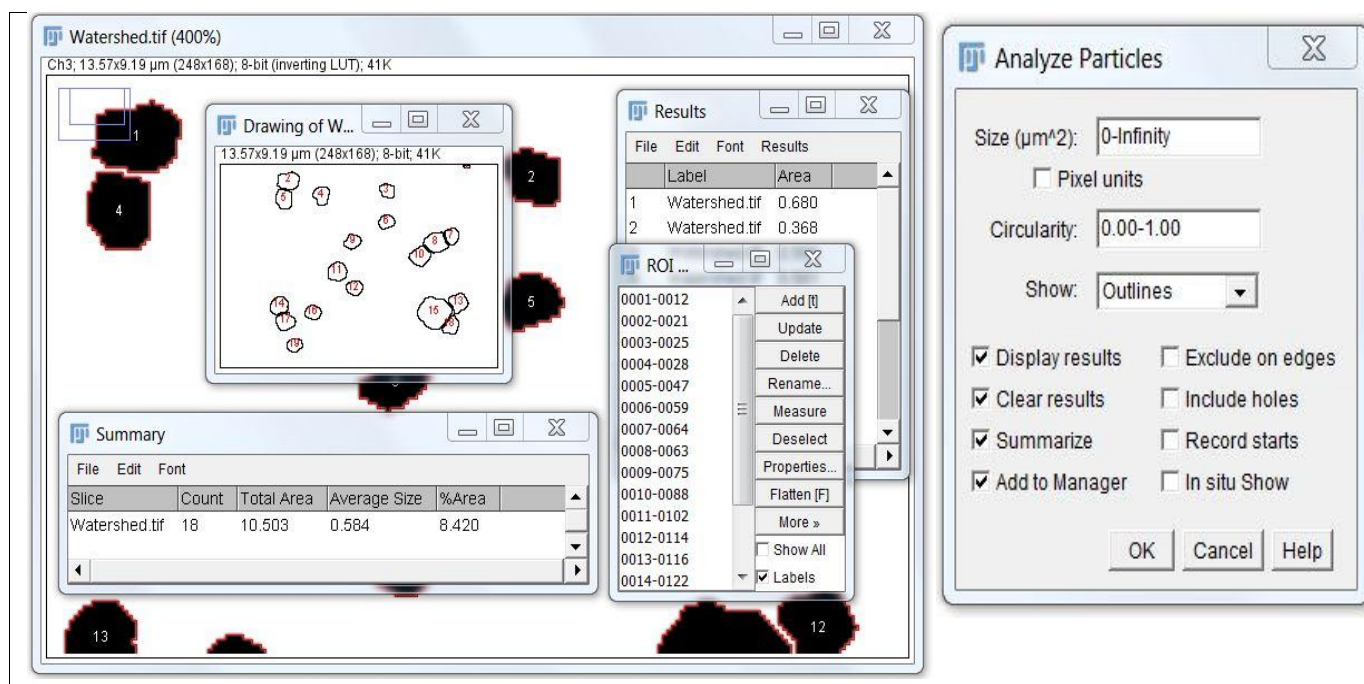 Watershed.tif (400%)
Ch3; 13.57x9.19 µm (248x168); 8-bit (inverting LUT); 41K
1
4
2
5
13
12
Drawing of W...
13.57x9.19 µm (248x168); 8-bit; 41K
2
5
4
3
6
9
8
7
10
11
12
14
17
16
15
13
18
19
Results
File Edit Font Results
Label Area
1 Watershed.tif 0.680
2 Watershed.tif 0.368
ROI ...
0001-0012
0002-0021
0003-0025
0004-0028
0005-0047
0006-0059
0007-0064
0008-0063
0009-0075
0010-0088
0011-0102
0012-0114
0013-0116
0014-0122
Add [t]
Update
Delete
Rename...
Measure
Deselect
Properties...
Flatten [F]
More »
Show All
Labels
Summary
File Edit Font
Slice Count Total Area Average Size %Area
Watershed.tif 18 10.503 0.584 8.420
Analyze Particles
Size (µm^2): 0-Infinity
Pixel units
Circularity: 0.00-1.00
Show: Outlines
Display results Exclude on edges
Clear results Include holes
Summarize Record starts
Add to Manager In situ Show
OK Cancel Help